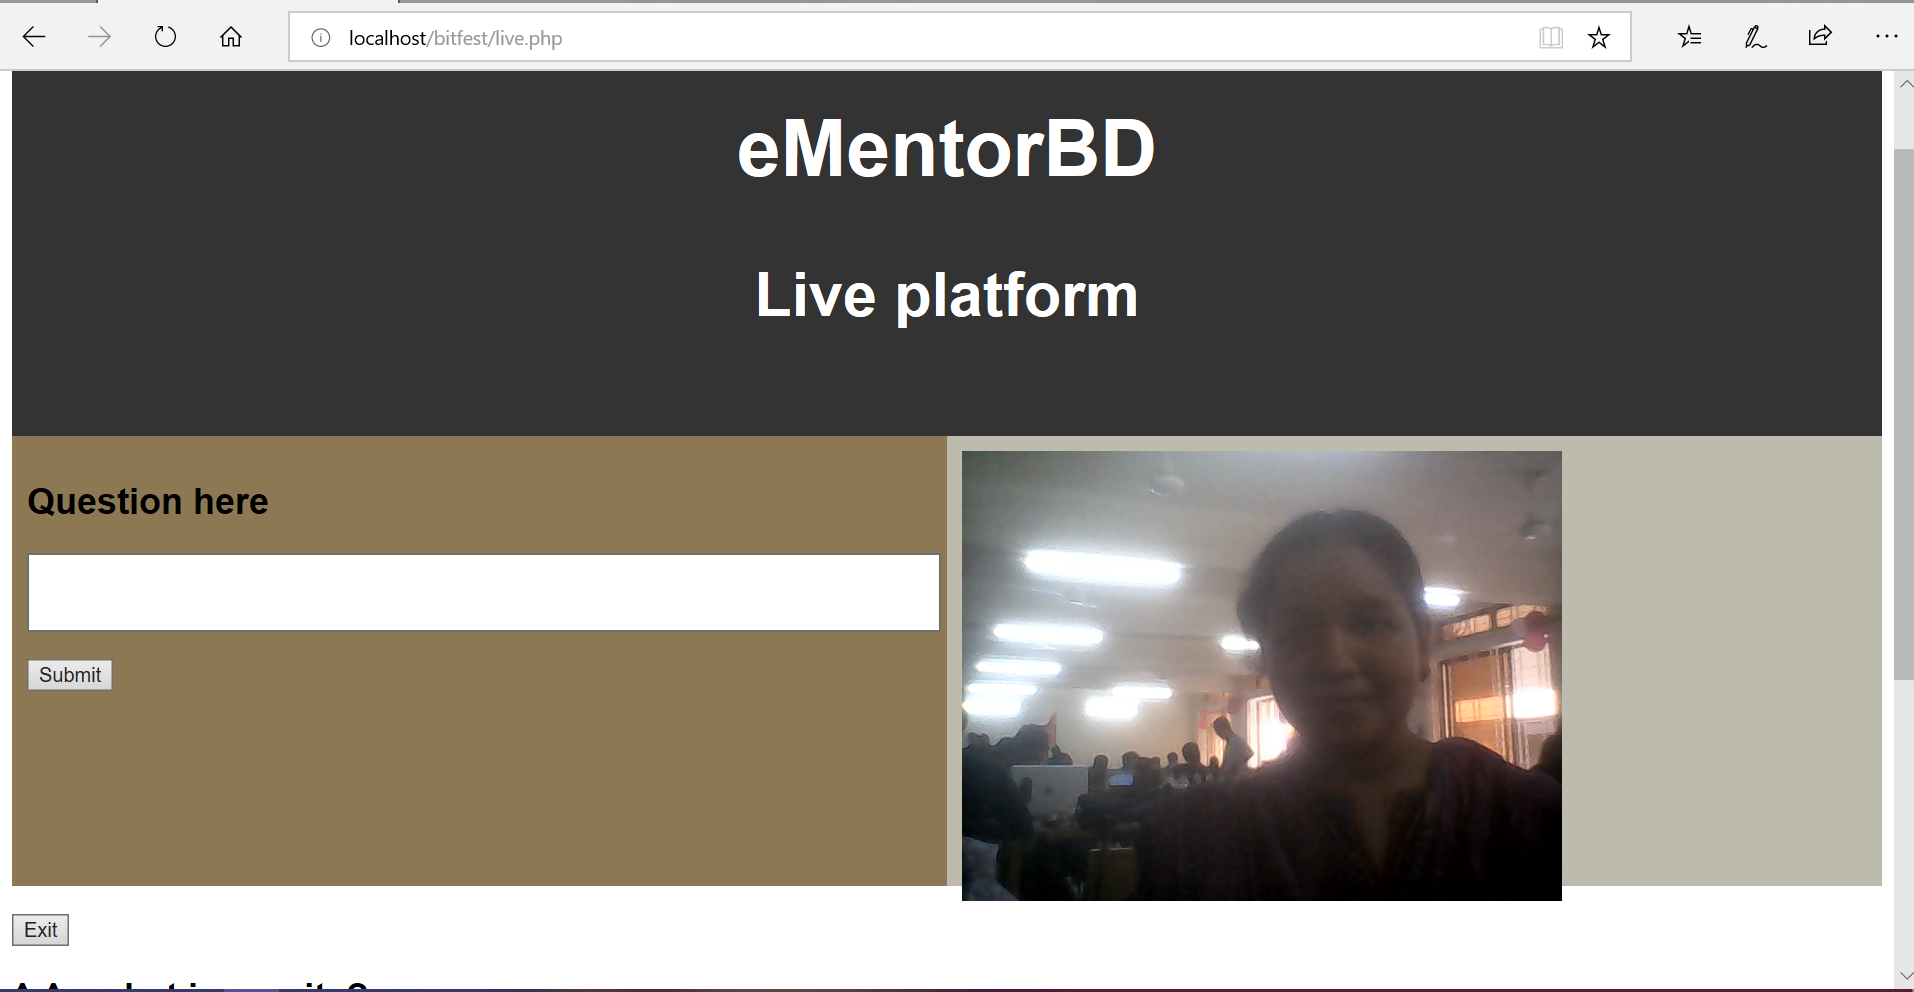 localhost/bitfest/live.php
eMentorBD
Live platform
Question here
Submit
Exit